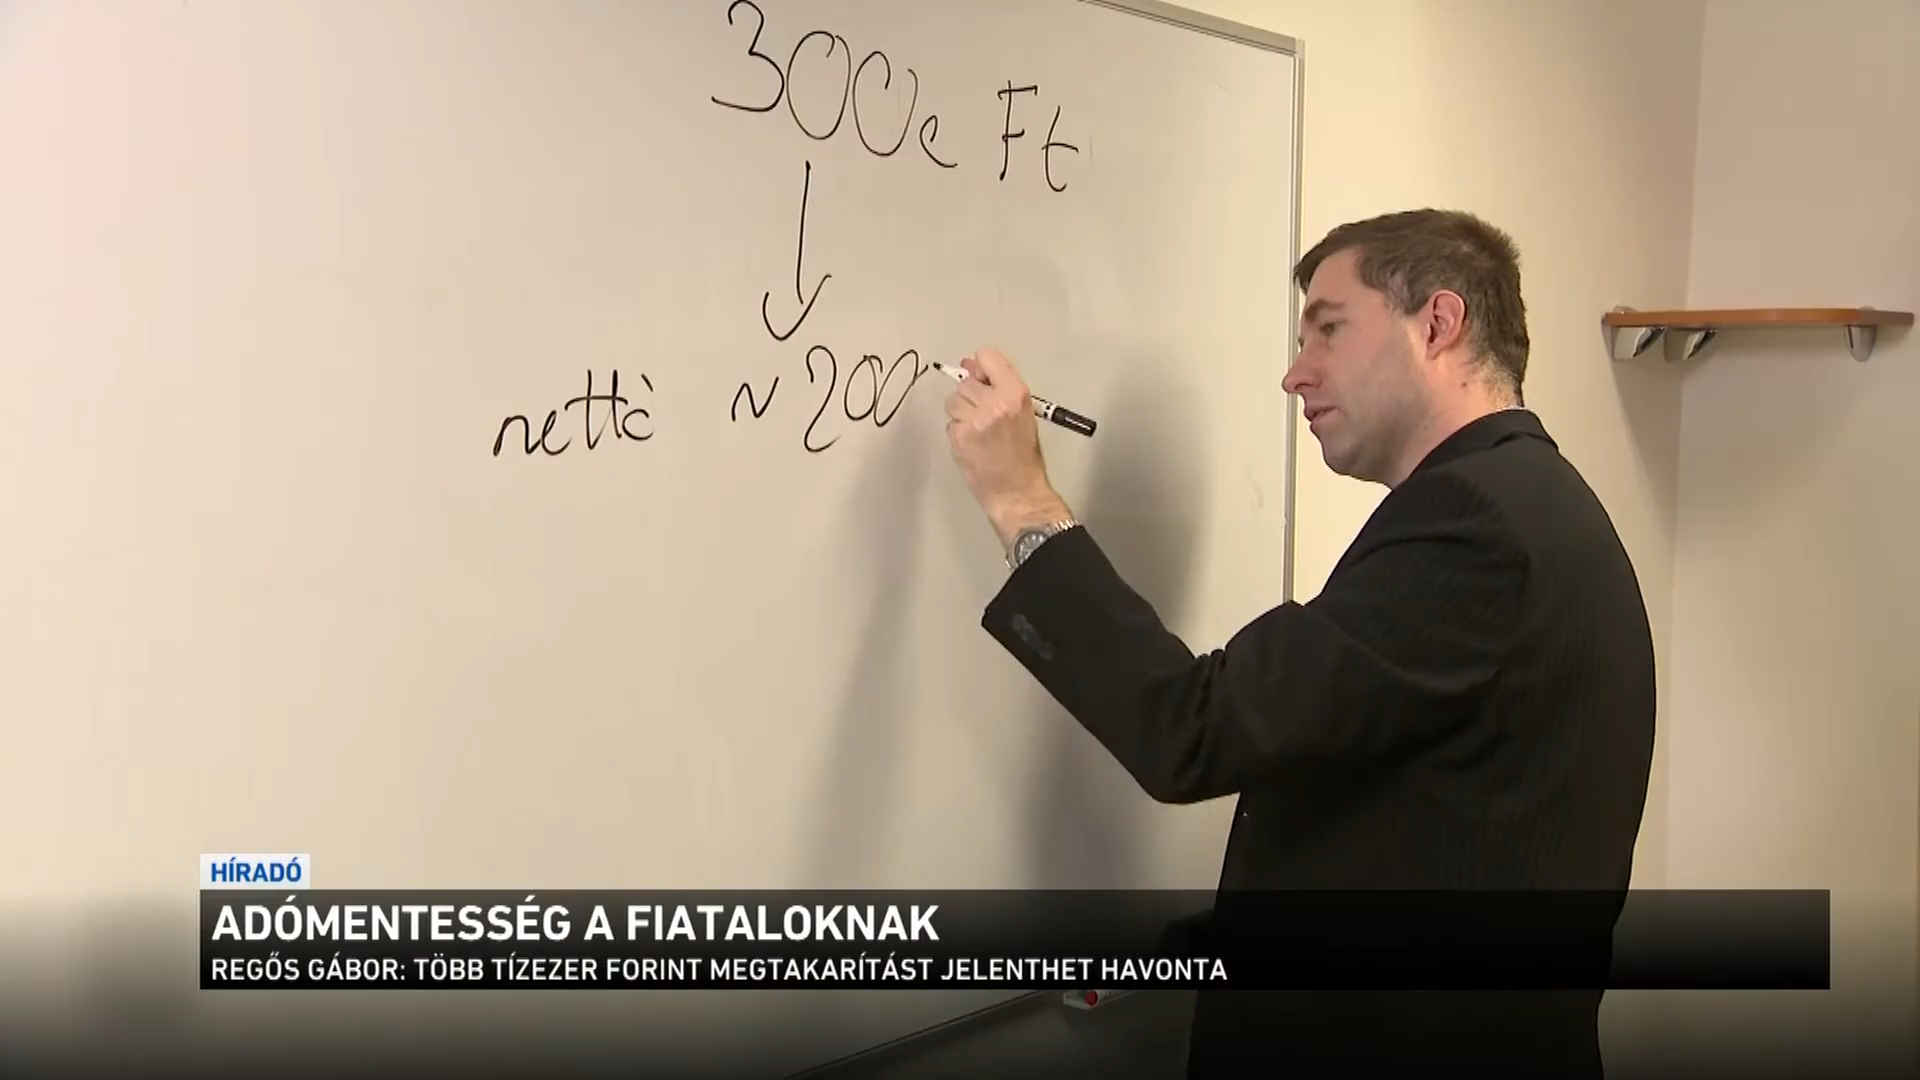 300e Ft
nettó ~200
HÍRADÓ
ADÓMENTESSÉG A FIATALOKNAK
REGŐS GÁBOR: TÖBB TÍZEZER FORINT MEGTAKARÍTÁST JELENTHET HAVONTA